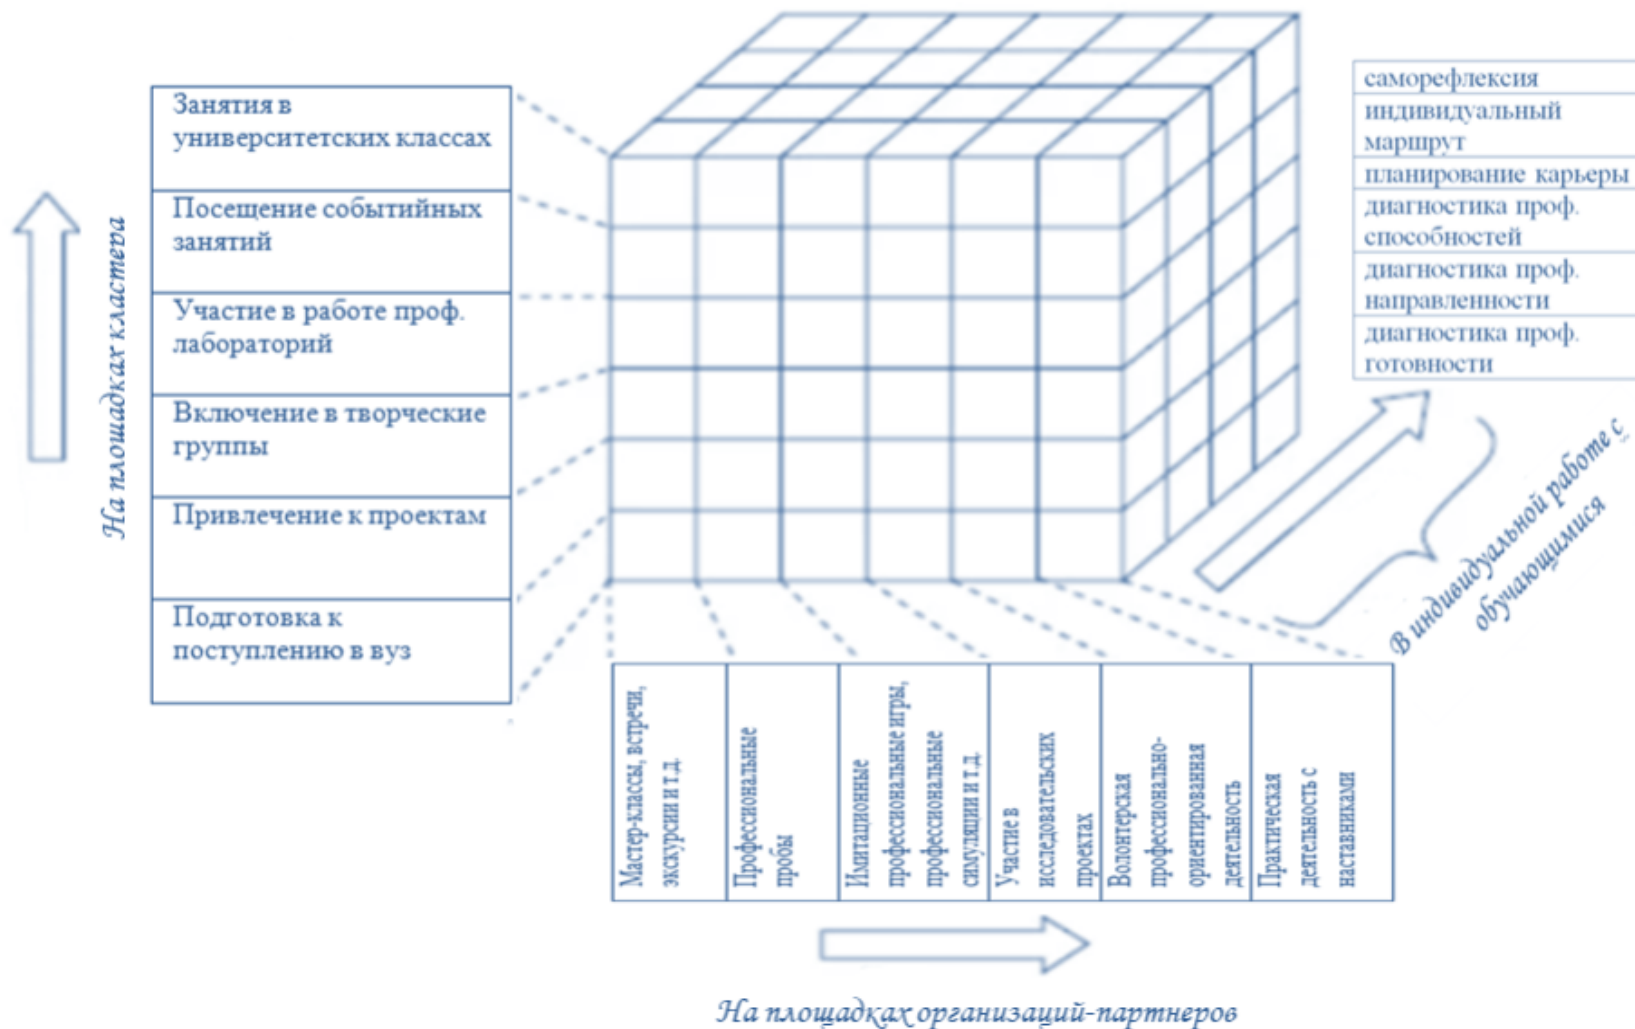 На площадках кластера
Занятия в
университетских классах
Посещение событийных
занятий
Участие в работе проф.
лабораторий
Включение в творческие
группы
Привлечение к проектам
Подготовка к
поступлению в вуз
саморефлексия
индивидуальный
маршрут
планирование карьеры
диагностика проф.
способностей
диагностика проф.
направленности
диагностика проф.
готовности
В индивидуальной работе с
обучающимися
Мастер-классы, встречи,
экскурсии и т.д.
Профессиональные
пробы
Имитационные
профессиональные игры,
профессиональные
симуляции и т.д.
Участие в
исследовательских
проектах
Волонтерская
профессионально-
ориентированная
деятельность
Практическая
деятельность с
наставниками
На площадках организаций-партнеров